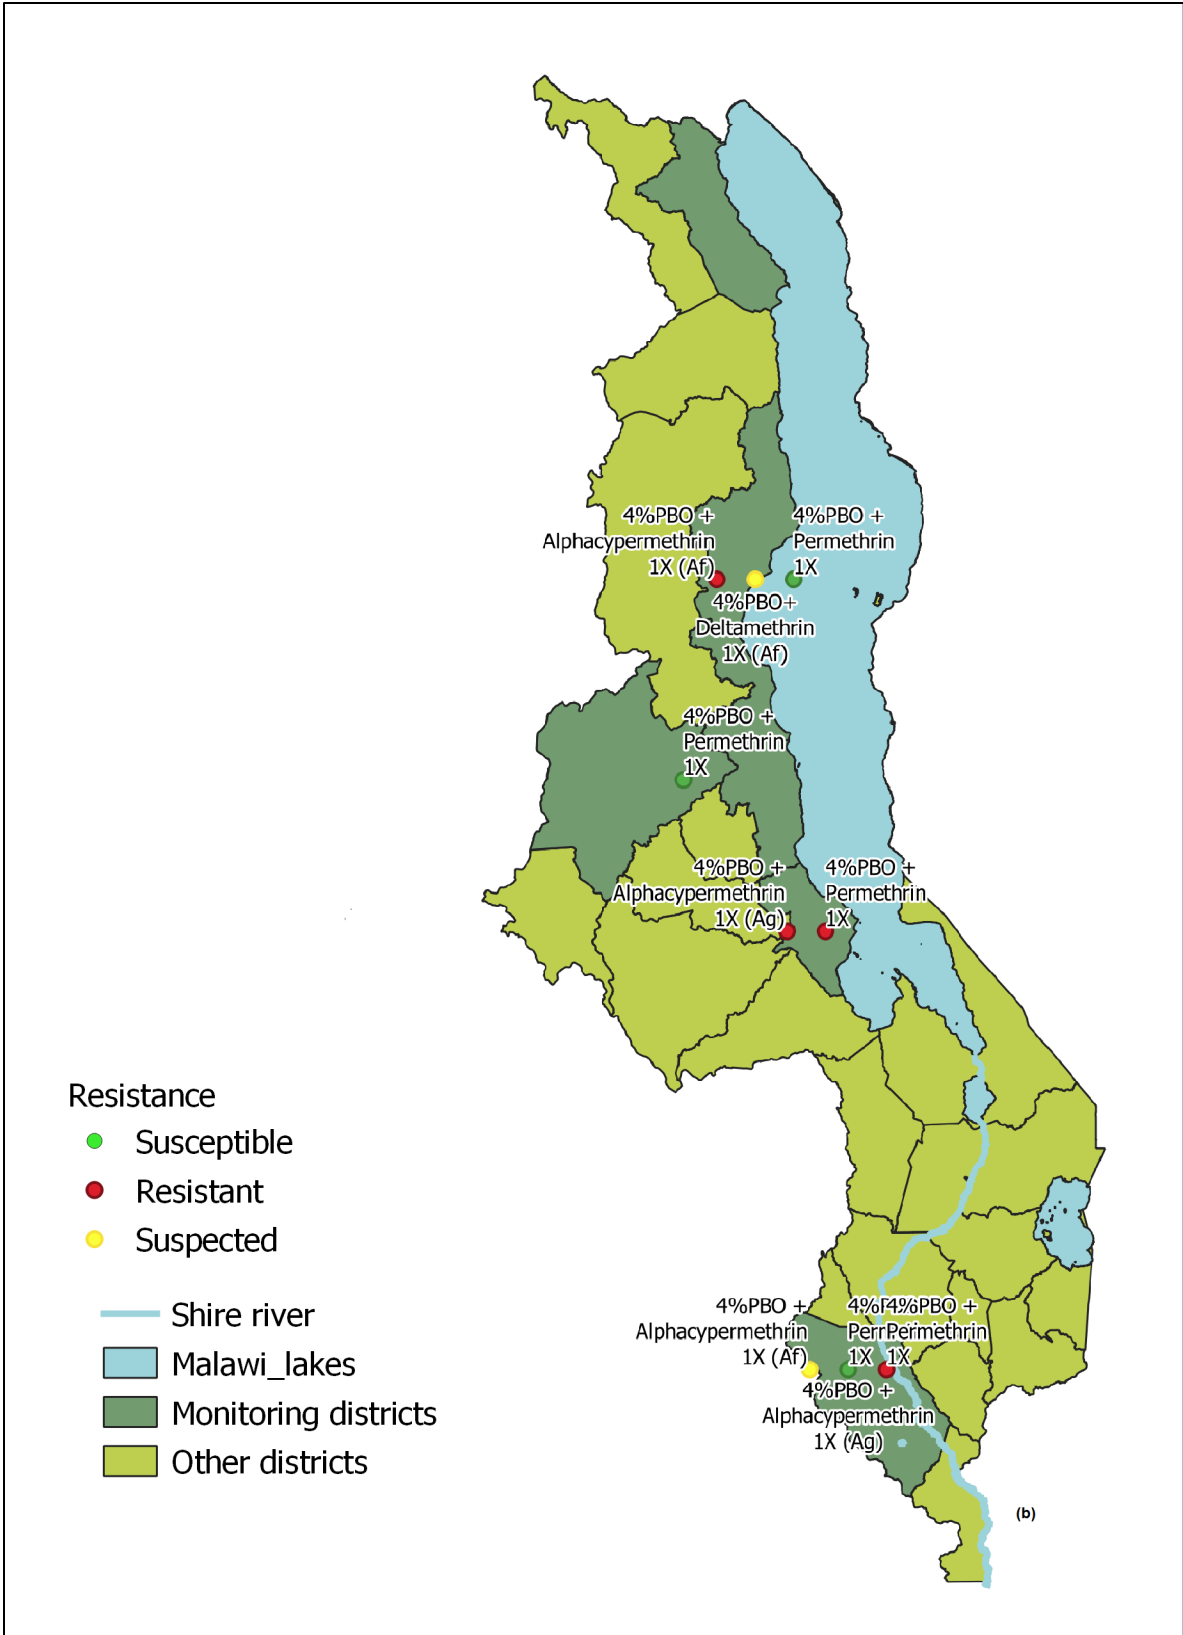 4%PBO +
Alphacypermethrin
1X (Af)
4%PBO +
Permethrin
1X
4%PBO+
Deltamethrin
1X (Af)
4%PBO +
Permethrin
1X
4%PBO +
Alphacypermethrin
1X (Ag)
4%PBO +
Permethrin
1X
Resistance
Susceptible
Resistant
Suspected
Shire river
Malawi_lakes
Monitoring districts
Other districts
4%PBO +
Alphacypermethrin
1X (Af)
1X
4%PBO +
Permethrin
1X
4%PBO +
Alphacypermethrin
1X (Ag)
(b)